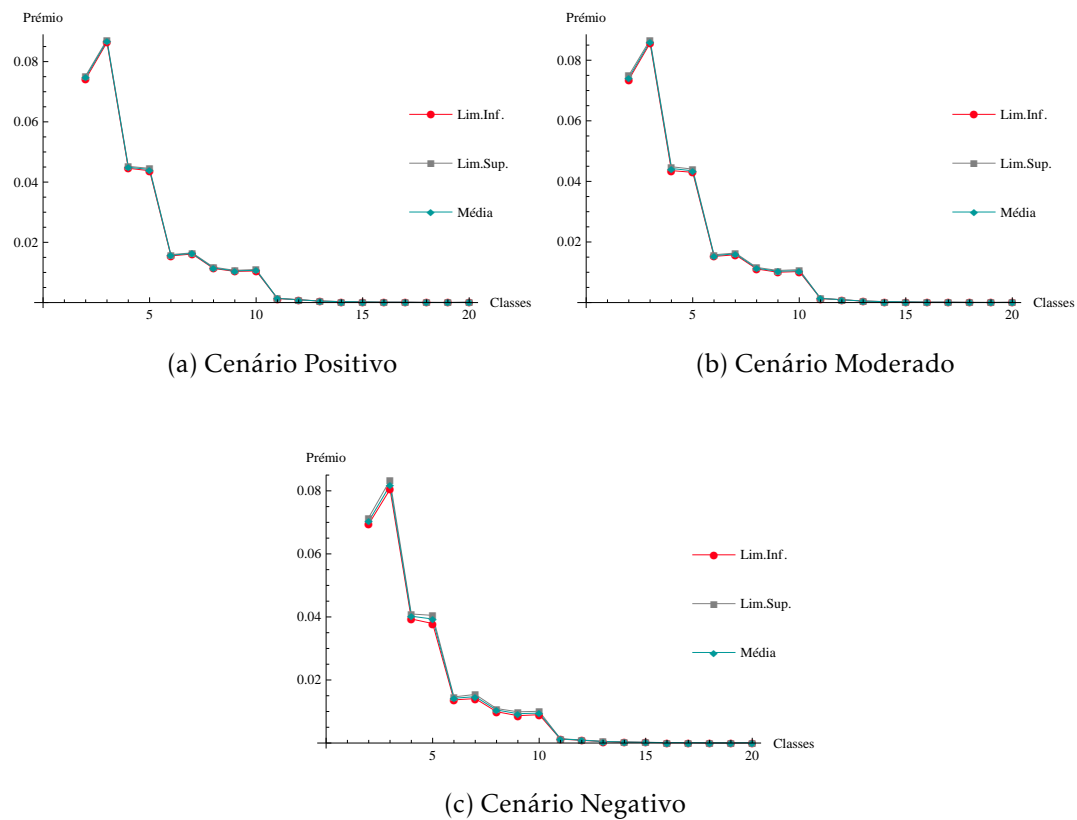 Prémio
0.08
0.06
0.04
0.02
5
10
15
20
Classes
Lim.Inf.
Lim.Sup.
Média
(a) Cenário Positivo
Prémio
0.08
0.06
0.04
0.02
5
10
15
20
Classes
Lim.Inf.
Lim.Sup.
Média
(b) Cenário Moderado
Prémio
0.08
0.06
0.04
0.02
5
10
15
20
Classes
Lim.Inf.
Lim.Sup.
Média
(c) Cenário Negativo